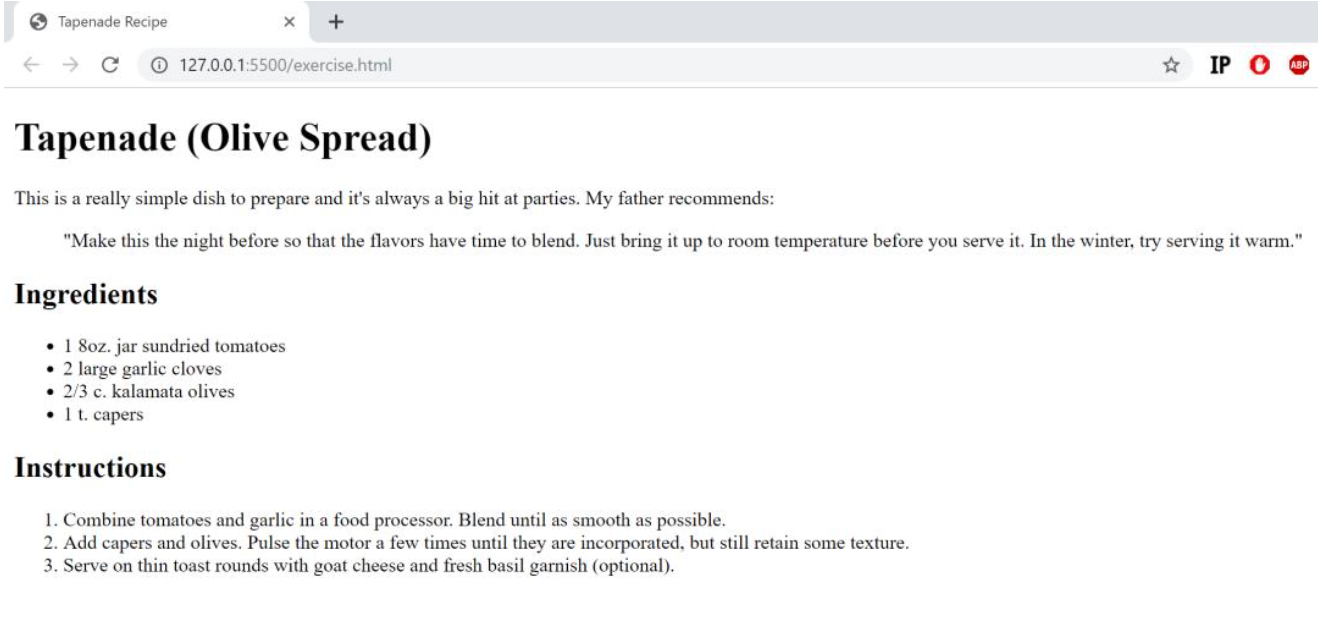 Tapenade Recipe
127.0.0.1:5500/exercise.html
IP
ABP
Tapenade (Olive Spread)
This is a really simple dish to prepare and it's always a big hit at parties. My father recommends:
"Make this the night before so that the flavors have time to blend. Just bring it up to room temperature before you serve it. In the winter, try serving it warm."
Ingredients
• 1 8oz. jar sundried tomatoes
• 2 large garlic cloves
• 2/3 c. kalamata olives
• 1 t. capers
Instructions
1. Combine tomatoes and garlic in a food processor. Blend until as smooth as possible.
2. Add capers and olives. Pulse the motor a few times until they are incorporated, but still retain some texture.
3. Serve on thin toast rounds with goat cheese and fresh basil garnish (optional).